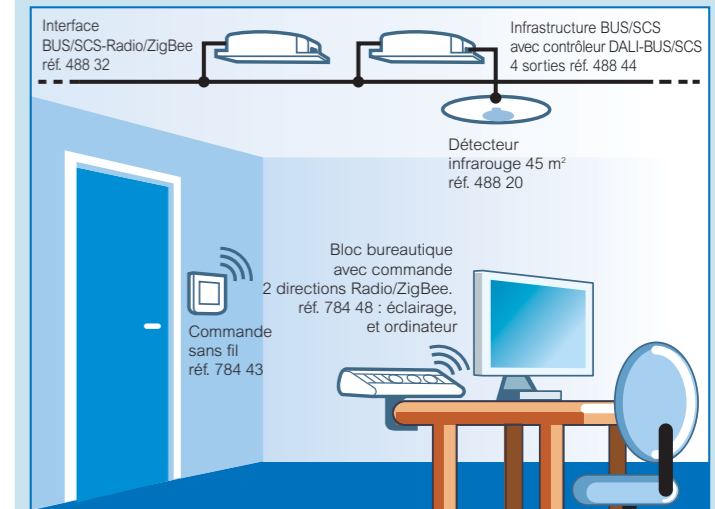 Interface
BUS/SCS-Radio/ZigBee
réf. 488 32
Infrastructure BUS/SCS
avec contrôleur DALI-BUS/SCS
4 sorties réf. 488 44
Détecteur
infrarouge 45 m²
réf. 488 20
Bloc bureautique
avec commande
2 directions Radio/ZigBee.
réf. 784 48 : éclairage,
et ordinateur
Commande
sans fil
réf. 784 43